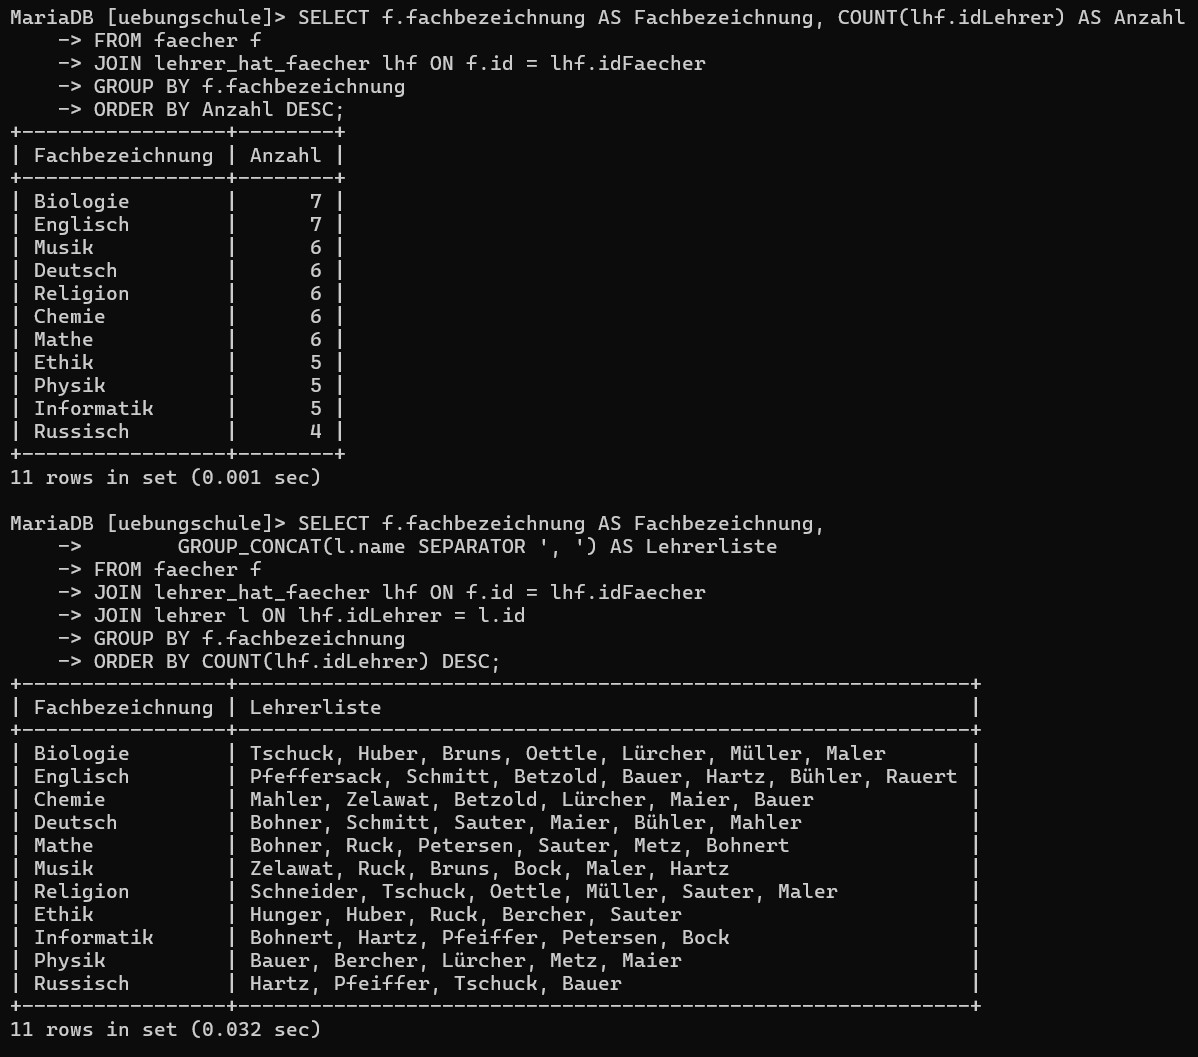 MariaDB [uebungschule]> SELECT f.fachbezeichnung AS Fachbezeichnung, COUNT(lhf.idLehrer) AS Anzahl
    -> FROM faecher f
    -> JOIN lehrer_hat_faecher lhf ON f.id = lhf.idFaecher
    -> GROUP BY f.fachbezeichnung
    -> ORDER BY Anzahl DESC;
+-----------------+--------+
| Fachbezeichnung | Anzahl |
+-----------------+--------+
| Biologie        |      7 |
| Englisch        |      7 |
| Musik           |      6 |
| Deutsch         |      6 |
| Religion        |      6 |
| Chemie          |      6 |
| Mathe           |      6 |
| Ethik           |      5 |
| Physik          |      5 |
| Informatik      |      5 |
| Russisch        |      4 |
+-----------------+--------+
11 rows in set (0.001 sec)

MariaDB [uebungschule]> SELECT f.fachbezeichnung AS Fachbezeichnung,
    ->        GROUP_CONCAT(l.name SEPARATOR ', ') AS Lehrerliste
    -> FROM faecher f
    -> JOIN lehrer_hat_faecher lhf ON f.id = lhf.idFaecher
    -> JOIN lehrer l ON lhf.idLehrer = l.id
    -> GROUP BY f.fachbezeichnung
    -> ORDER BY COUNT(lhf.idLehrer) DESC;
+-----------------+-------------------------------------------------------------+
| Fachbezeichnung | Lehrerliste                                                 |
+-----------------+-------------------------------------------------------------+
| Biologie        | Tschuck, Huber, Bruns, Oettle, Lürcher, Müller, Maler       |
| Englisch        | Pfeffersack, Schmitt, Betzold, Bauer, Hartz, Bühler, Rauert |
| Chemie          | Mahler, Zelawat, Betzold, Lürcher, Maier, Bauer             |
| Deutsch         | Bohner, Schmitt, Sauter, Maier, Bühler, Mahler              |
| Mathe           | Bohner, Ruck, Petersen, Sauter, Metz, Bohnert               |
| Musik           | Zelawat, Ruck, Bruns, Bock, Maler, Hartz                    |
| Religion        | Schneider, Tschuck, Oettle, Müller, Sauter, Maler           |
| Ethik           | Hunger, Huber, Ruck, Bercher, Sauter                        |
| Informatik      | Bohnert, Hartz, Pfeiffer, Petersen, Bock                    |
| Physik          | Bauer, Bercher, Lürcher, Metz, Maier                        |
| Russisch        | Hartz, Pfeiffer, Tschuck, Bauer                             |
+-----------------+-------------------------------------------------------------+
11 rows in set (0.032 sec)